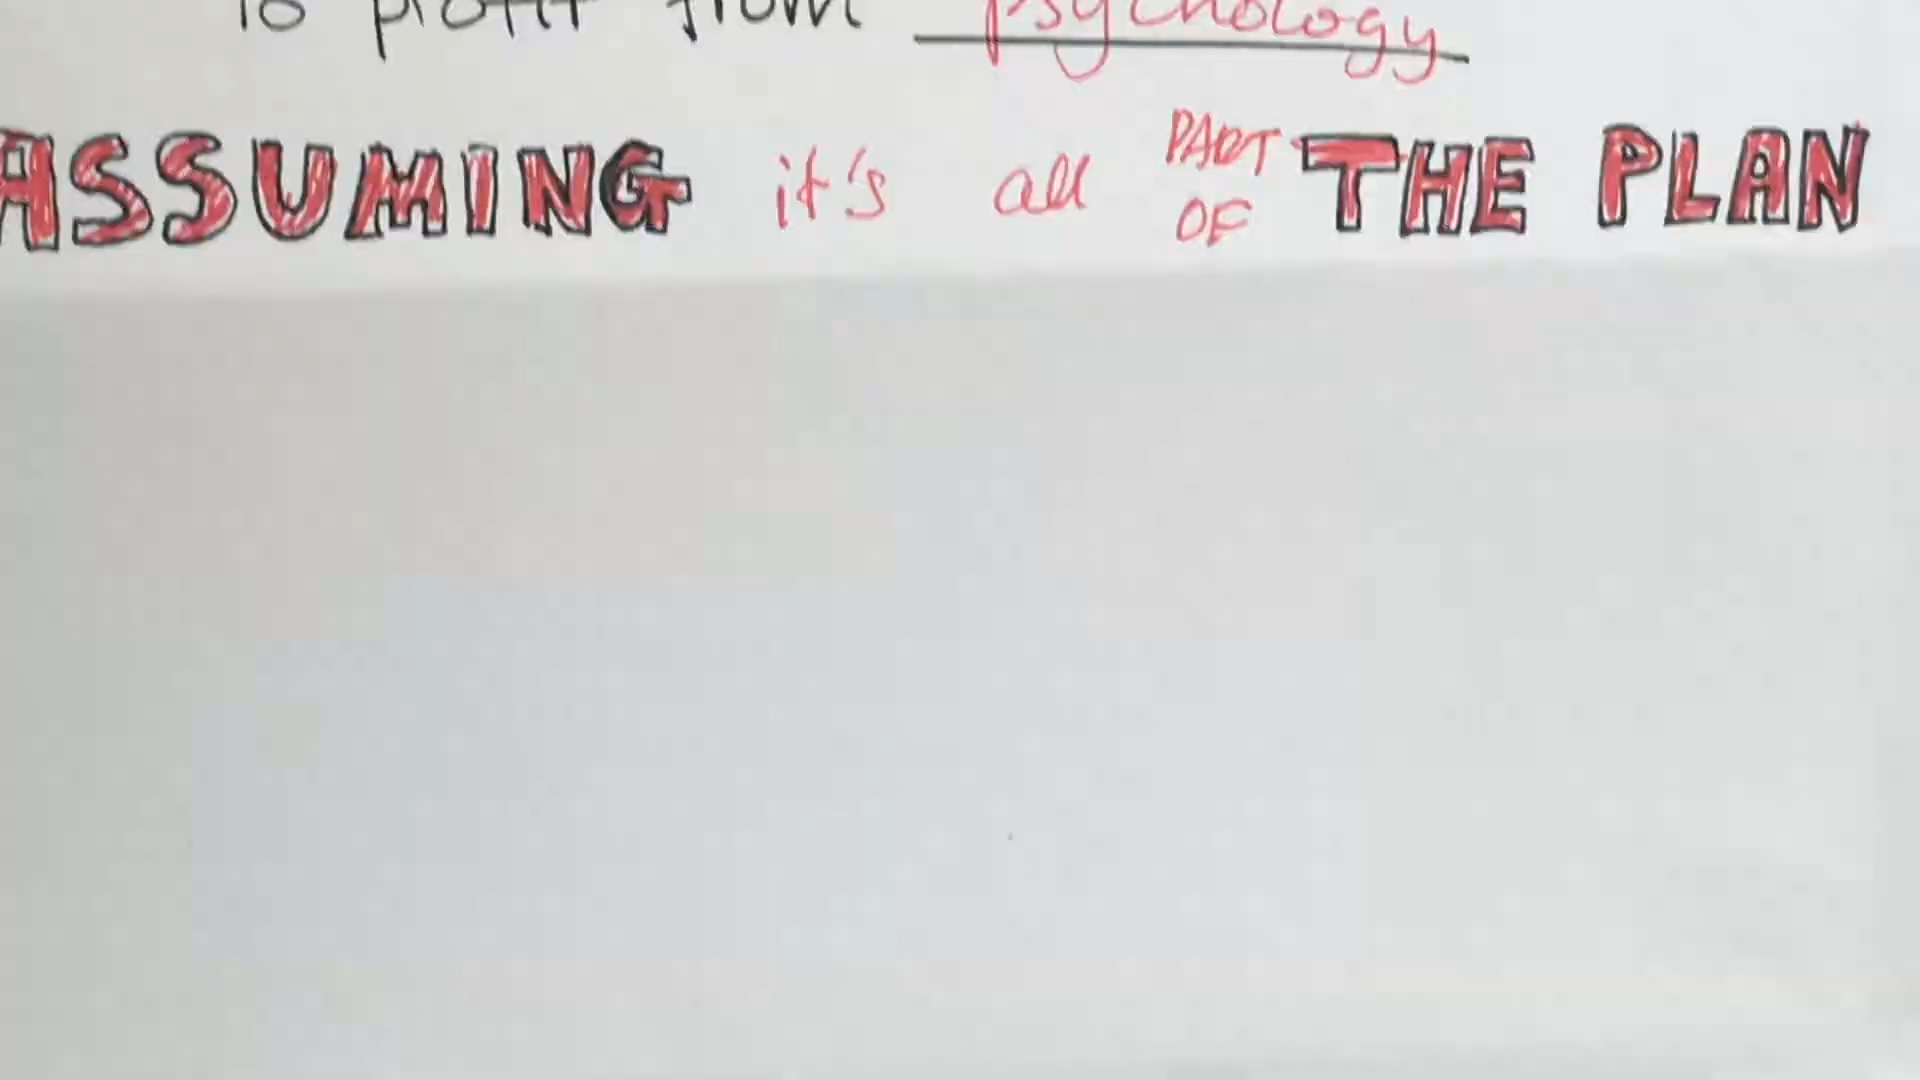 to profit from psychology
ASSUMING it's all PART OF THE PLAN